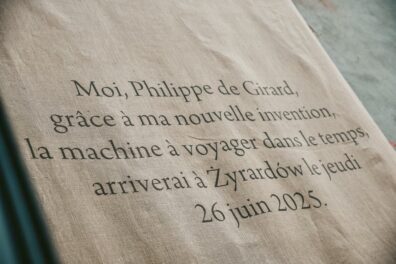 Moi, Philippe de Girard,
grâce à ma nouvelle invention,
la machine à voyager dans le temps,
arriverai à Żyrardów le jeudi
26 juin 2025.